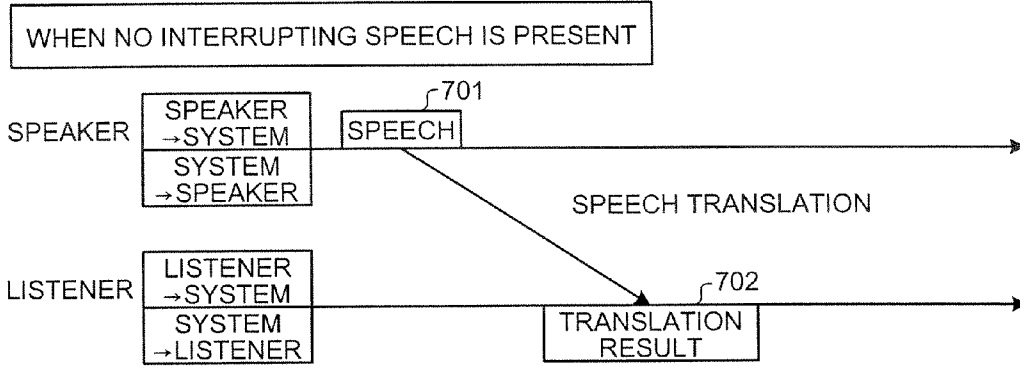 WHEN NO INTERRUPTING SPEECH IS PRESENT
701
SPEAKER
SPEAKER
→SYSTEM
SPEECH
SYSTEM
→SPEAKER
SPEECH TRANSLATION
LISTENER
LISTENER
→SYSTEM
702
SYSTEM
→LISTENER
TRANSLATION
RESULT